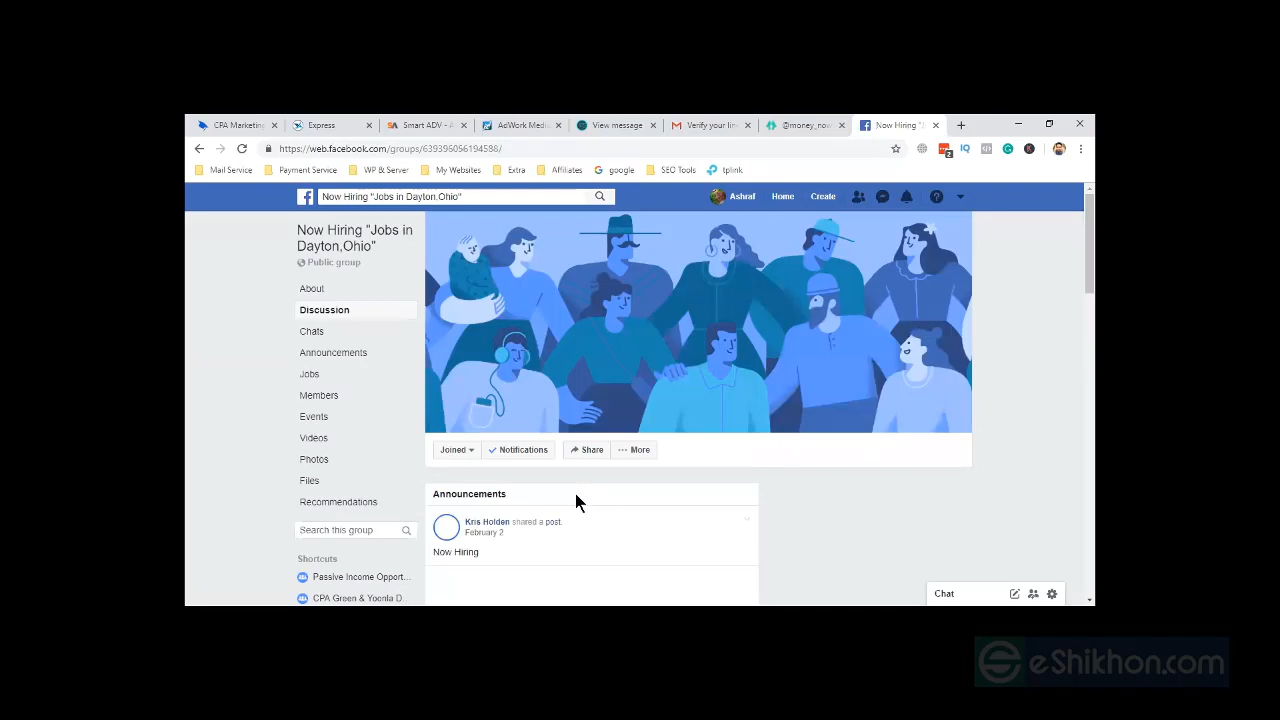 CPA Marketing
Express
Smart ADV - A
AdWork Media
View message
Verify your lin
@money_now
Now Hiring "J
https://web.facebook.com/groups/639396056194588/
2
Mail Service
Payment Service
WP & Server
My Websites
Extra
Affiliates
google
SEO Tools
tplink
Now Hiring "Jobs in Dayton,Ohio"
Ashraf
Home
Create
Now Hiring "Jobs in
Dayton,Ohio"
Public group
About
Discussion
Chats
Announcements
Jobs
Members
Events
Videos
Photos
Files
Recommendations
Search this group
Shortcuts
Passive Income Opport...
CPA Green & Yoonla D...
Joined
Notifications
Share
More
Announcements
Kris Holden shared a post.
February 2
Now Hiring
Chat
eShikhon.com